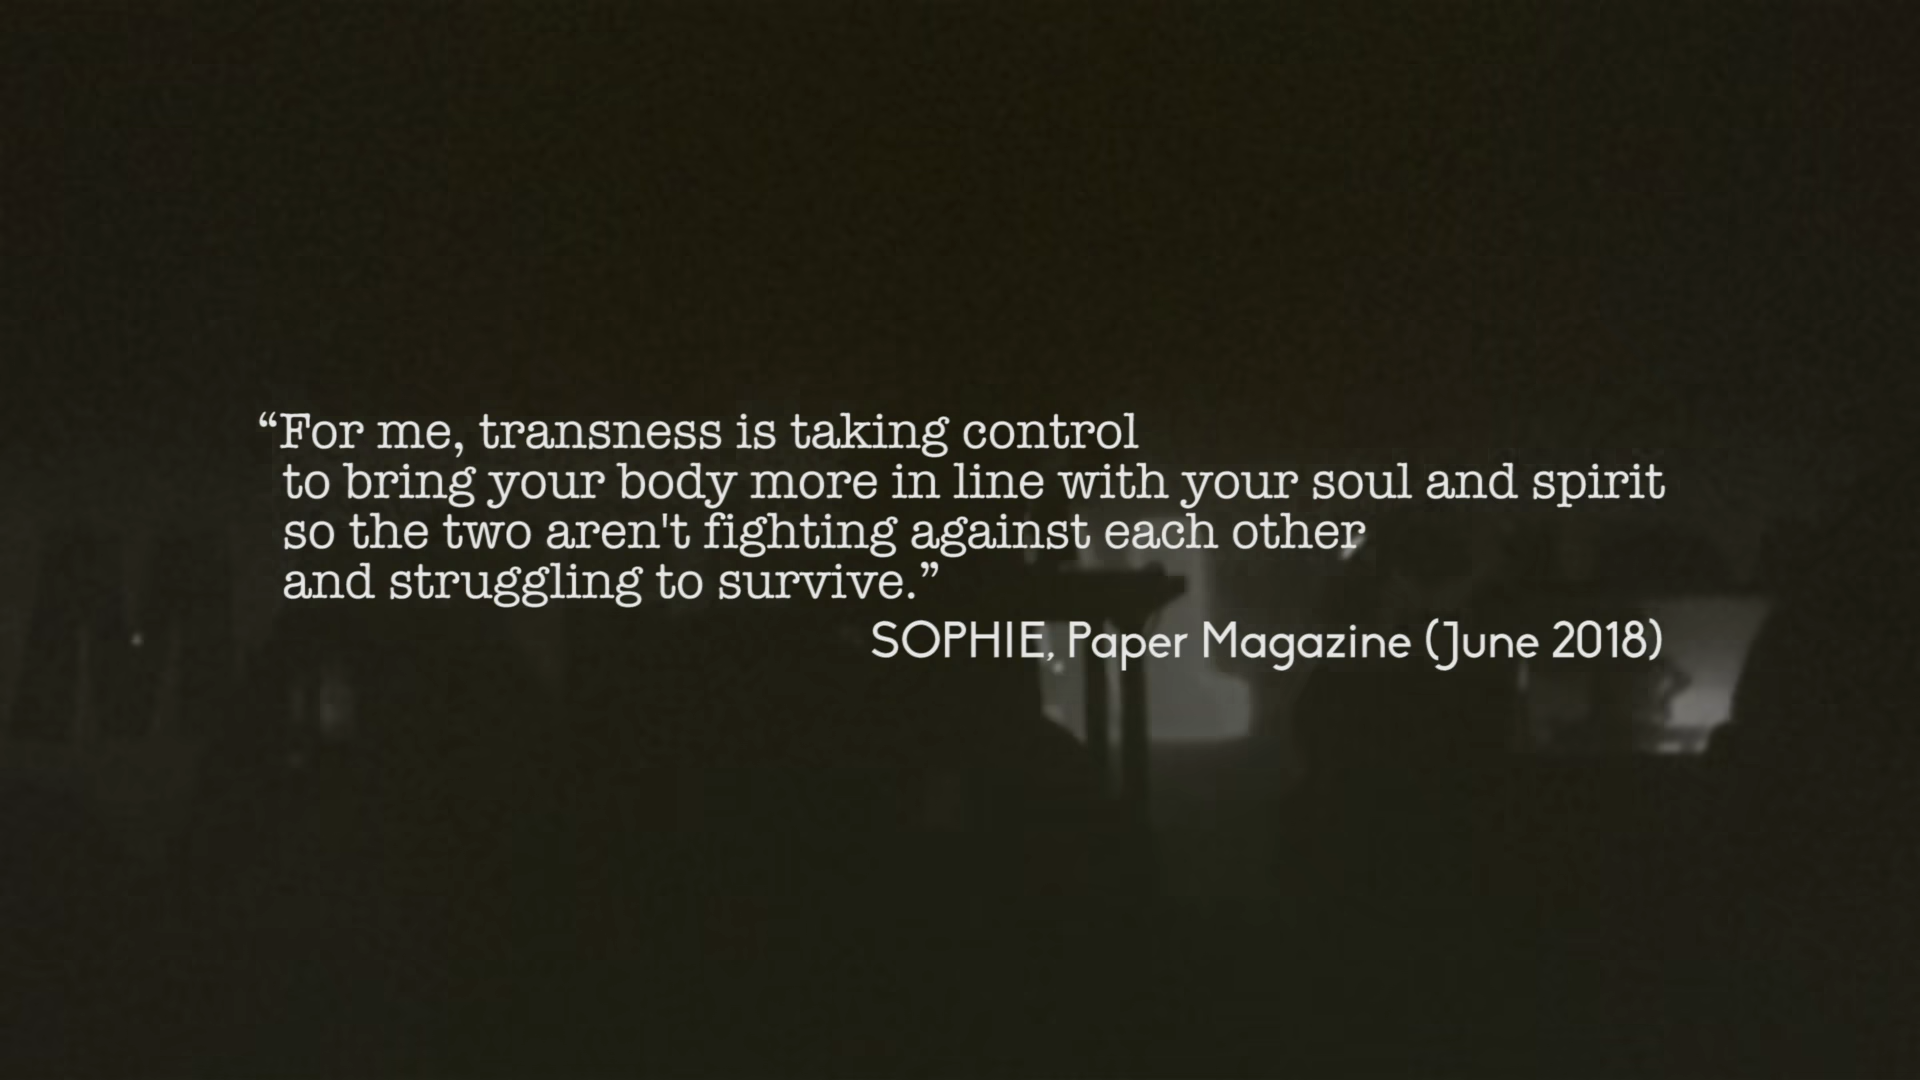 “For me, transness is taking control
to bring your body more in line with your soul and spirit
so the two aren't fighting against each other
and struggling to survive.”
SOPHIE, Paper Magazine (June 2018)